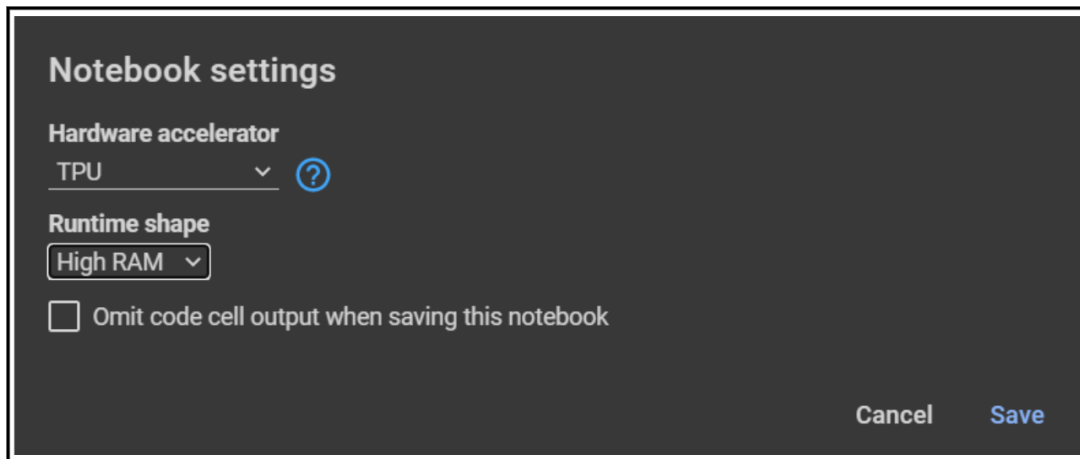 Notebook settings
Hardware accelerator
TPU
?
Runtime shape
High RAM
Omit code cell output when saving this notebook
Cancel Save